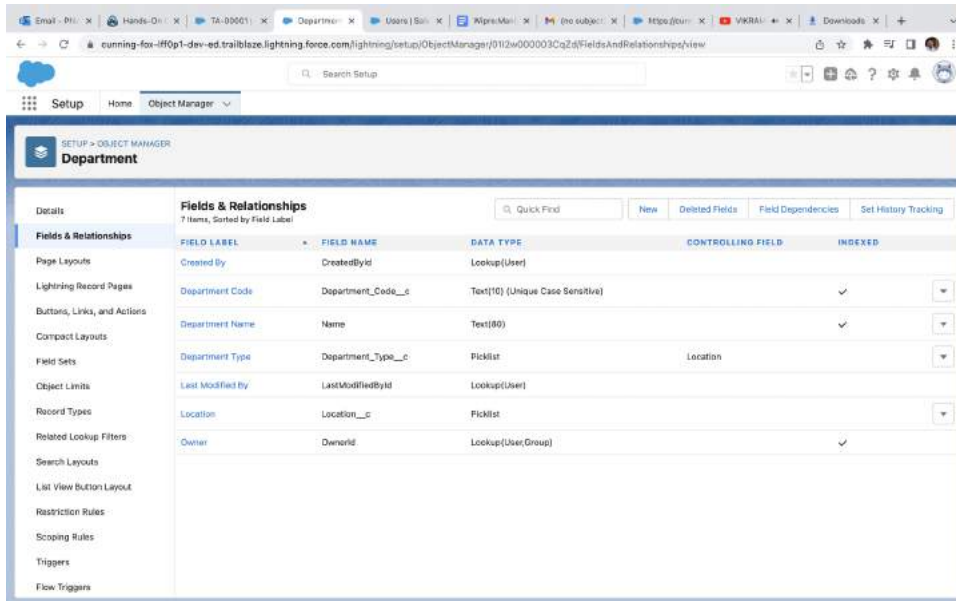 Email - Phi
Hands-On
TA-00001
Departmen
Users | Sal
Wipro:Man
(no subject
https://cunn
VIKRAL
Downloads
cunning-fox-iff0p1-dev-ed.trailblaze.lightning.force.com/lightning/setup/ObjectManager/01I2w000003CqZd/FieldsAndRelationships/view
Search Setup
Setup Home Object Manager
SETUP > OBJECT MANAGER
Department
Details
Fields & Relationships
Page Layouts
Lightning Record Pages
Buttons, Links, and Actions
Compact Layouts
Field Sets
Object Limits
Record Types
Related Lookup Filters
Search Layouts
List View Button Layout
Restriction Rules
Scoping Rules
Triggers
Flow Triggers
Fields & Relationships
7 Items, Sorted by Field Label
Quick Find New Deleted Fields Field Dependencies Set History Tracking
FIELD LABEL FIELD NAME DATA TYPE CONTROLLING FIELD INDEXED
Created By CreatedById Lookup(User)
Department Code Department_Code__c Text(10) (Unique Case Sensitive)
Department Name Name Text(80)
Department Type Department_Type__c Picklist Location
Last Modified By LastModifiedById Lookup(User)
Location Location__c Picklist
Owner OwnerId Lookup(User,Group)